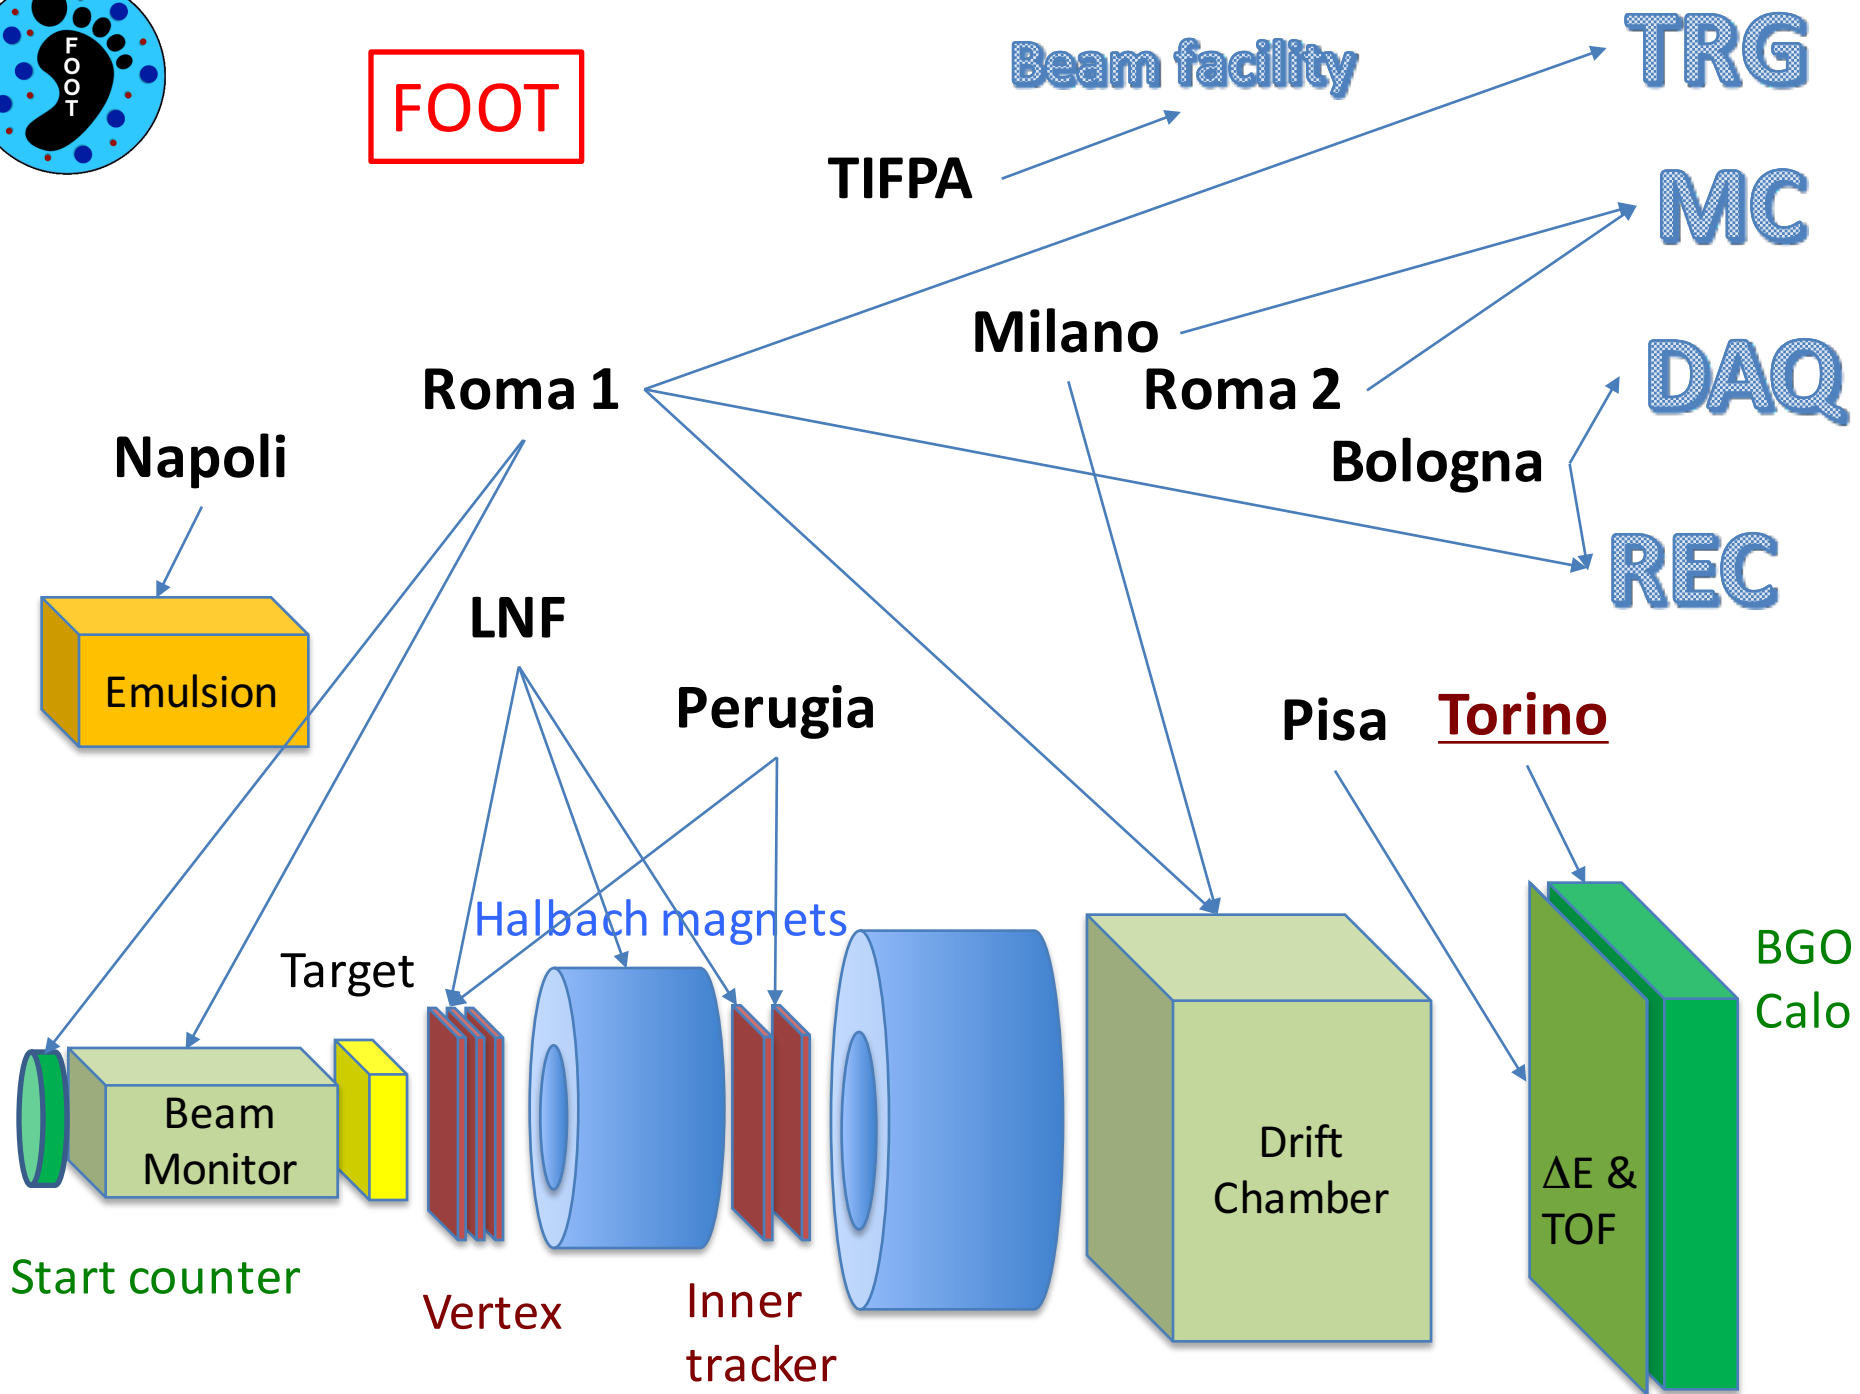 FOOT
FOOT
Beam facility
TRG
TIFPA
MC
Milano
Roma 1
Roma 2
DAQ
Napoli
Bologna
REC
LNF
Emulsion
Perugia
Pisa
Torino
Halbach magnets
Target
BGO
Calo
Beam
Monitor
Drift
Chamber
ΔE &
TOF
Start counter
Vertex
Inner
tracker